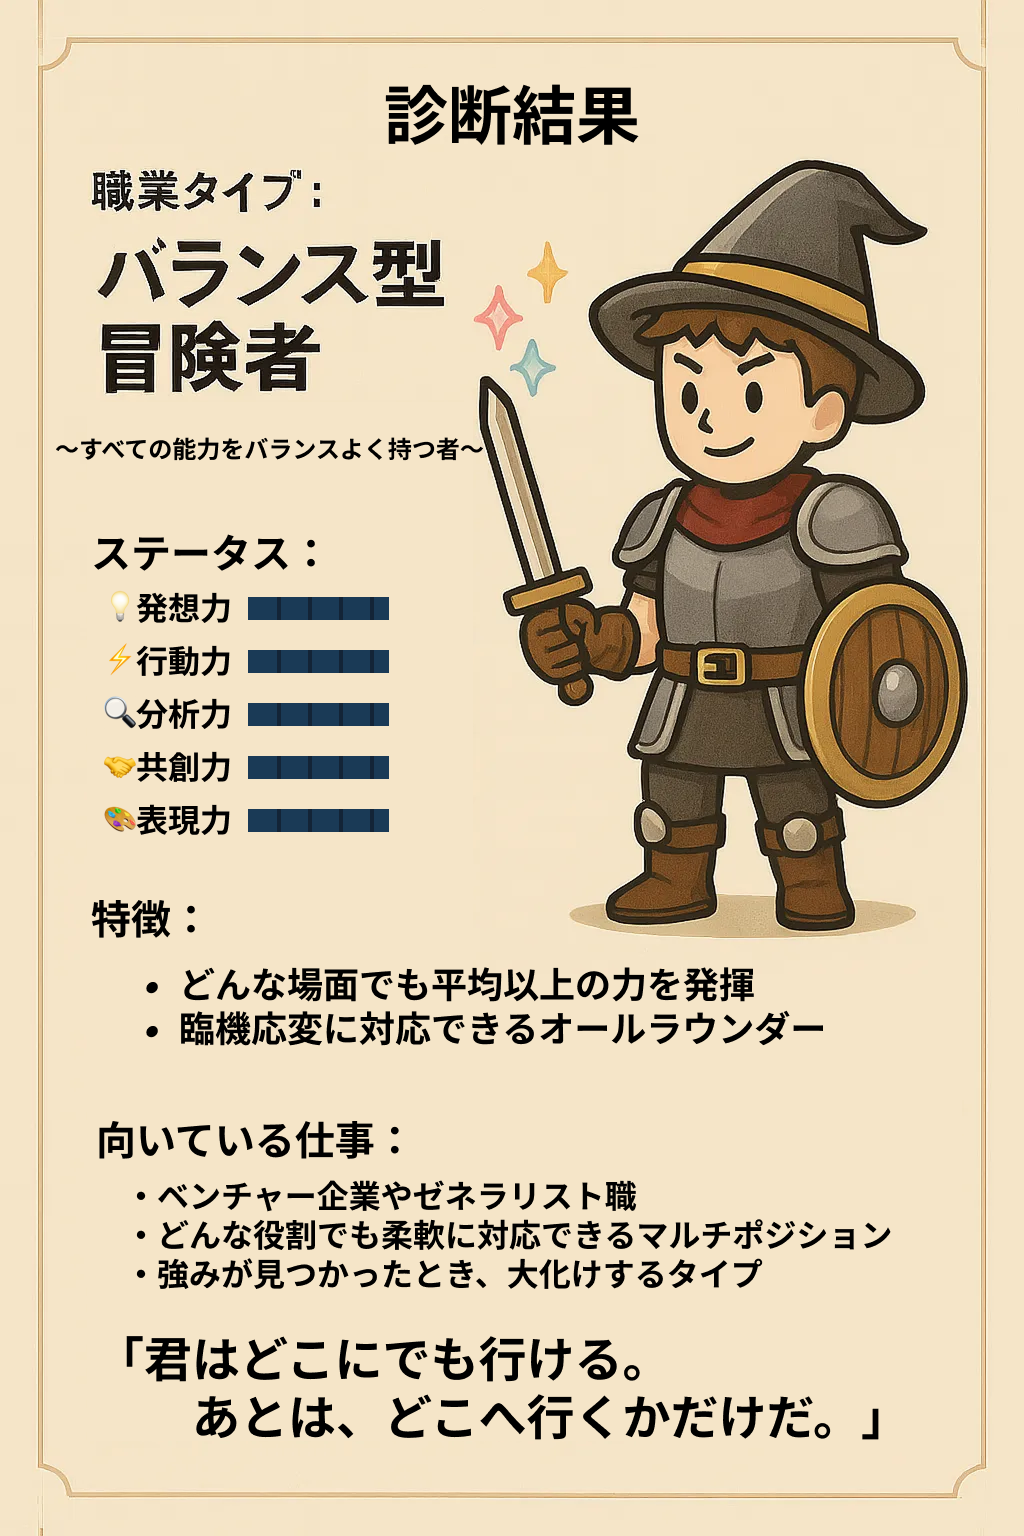 診断結果
職業タイプ：
バランス型
冒険者
～すべての能力をバランスよく持つ者～
ステータス：
💡発想力
⚡行動力
🔍分析力
🤝共創力
🎨表現力
特徴：
• どんな場面でも平均以上の力を発揮
• 臨機応変に対応できるオールラウンダー
向いている仕事：
・ベンチャー企業やゼネラリスト職
・どんな役割でも柔軟に対応できるマルチポジション
・強みが見つかったとき、大化けするタイプ
「君はどこにでも行ける。
あとは、どこへ行くかだけだ。」